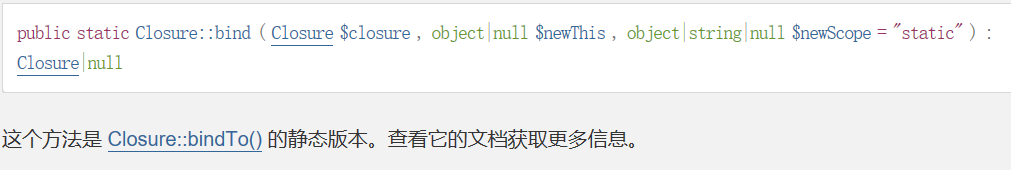 public static Closure::bind ( Closure $closure , object|null $newThis , object|string|null $newScope = "static" ) :
Closure|null
这个方法是 Closure::bindTo() 的静态版本。查看它的文档获取更多信息。